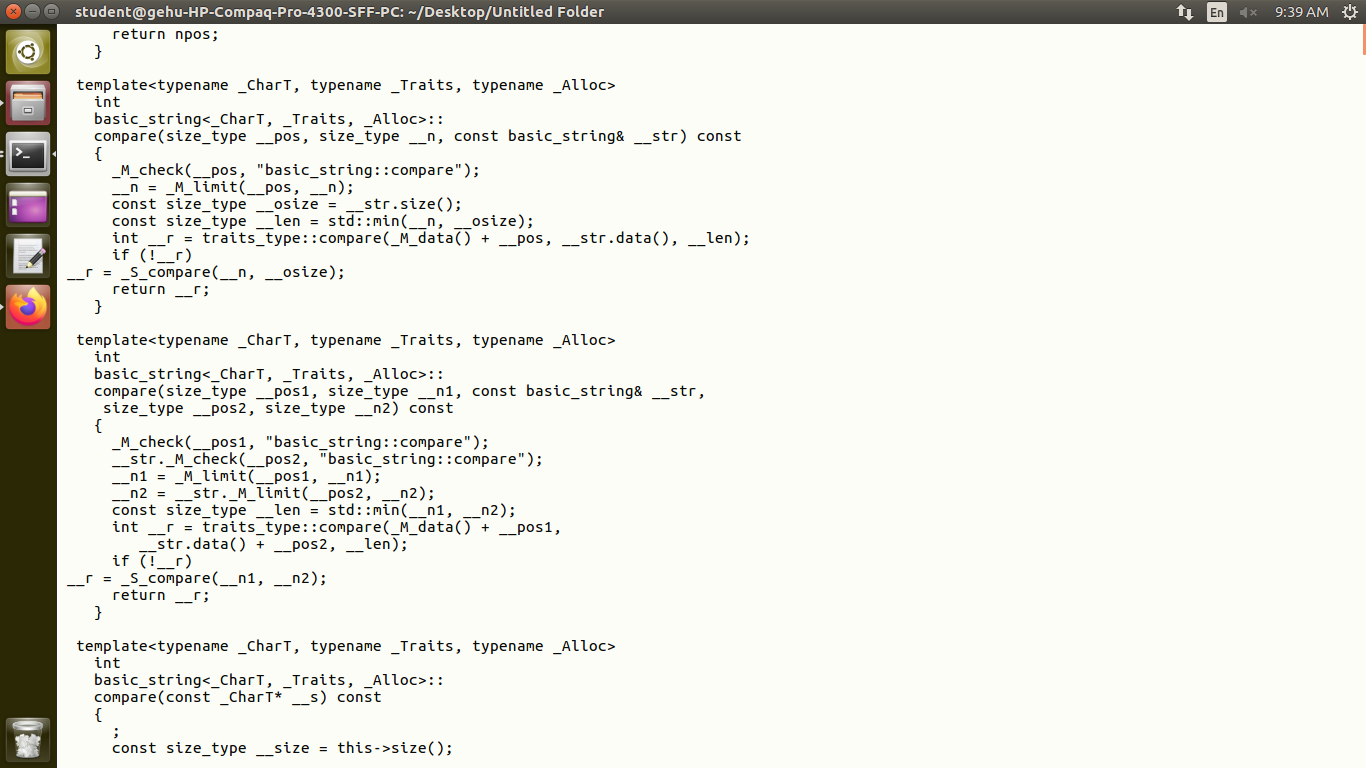 student@gehu-HP-Compaq-Pro-4300-SFF-PC: ~/Desktop/Untitled Folder
En
9:39 AM
      return npos;
    }

  template<typename _CharT, typename _Traits, typename _Alloc>
    int
    basic_string<_CharT, _Traits, _Alloc>::
    compare(size_type __pos, size_type __n, const basic_string& __str) const
    {
      _M_check(__pos, "basic_string::compare");
      __n = _M_limit(__pos, __n);
      const size_type __osize = __str.size();
      const size_type __len = std::min(__n, __osize);
      int __r = traits_type::compare(_M_data() + __pos, __str.data(), __len);
      if (!__r)
 __r = _S_compare(__n, __osize);
      return __r;
    }

  template<typename _CharT, typename _Traits, typename _Alloc>
    int
    basic_string<_CharT, _Traits, _Alloc>::
    compare(size_type __pos1, size_type __n1, const basic_string& __str,
     size_type __pos2, size_type __n2) const
    {
      _M_check(__pos1, "basic_string::compare");
      __str._M_check(__pos2, "basic_string::compare");
      __n1 = _M_limit(__pos1, __n1);
      __n2 = __str._M_limit(__pos2, __n2);
      const size_type __len = std::min(__n1, __n2);
      int __r = traits_type::compare(_M_data() + __pos1,
         __str.data() + __pos2, __len);
      if (!__r)
 __r = _S_compare(__n1, __n2);
      return __r;
    }

  template<typename _CharT, typename _Traits, typename _Alloc>
    int
    basic_string<_CharT, _Traits, _Alloc>::
    compare(const _CharT* __s) const
    {
      ;
      const size_type __size = this->size();